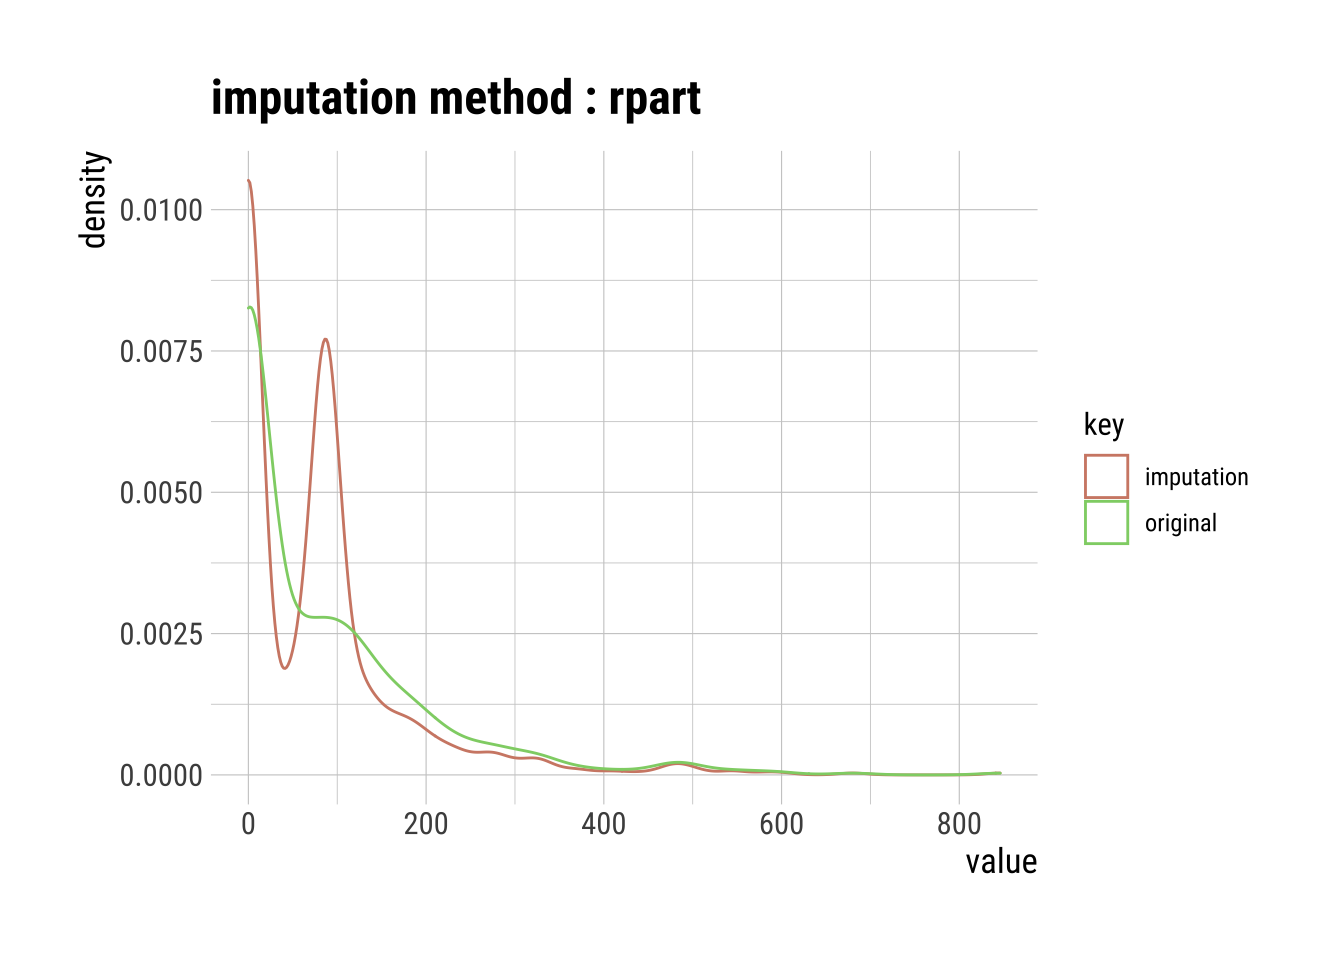 imputation method : rpart
density
0.0100
0.0075
0.0050
0.0025
0.0000
0 200 400 600 800
value
key
imputation
original